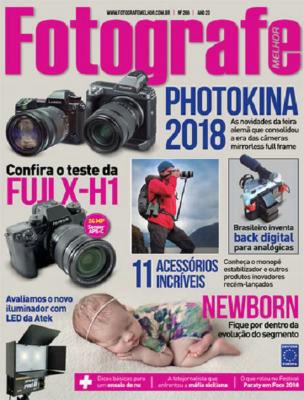 WWW.FOTOGRAFEMELHOR.COM.BR | Nº 266 | ANO 23
Fotografe
MELHOR
PHOTOKINA
2018
As novidades da feira
alemã que consolidou
a era das câmeras
mirrorless full frame
Confira o teste da
FUJI X-H1
24 MP
Sensor
APS-C
Brasileiro inventa
back digital
para analógicas
11 ACESSÓRIOS
INCRÍVEIS
Conheça o monopé
estabilizador e outros
produtos inovadores
recém-lançados
Avaliamos o novo
iluminador com
LED da Atek
NEWBORN
Fique por dentro da
evolução do segmento
EUROPA
+ Dicas básicas para
um ensaio de nu
A fotojornalista que
enfrentou a máfia siciliana
O que rolou no Festival
Paraty em Foco 2018